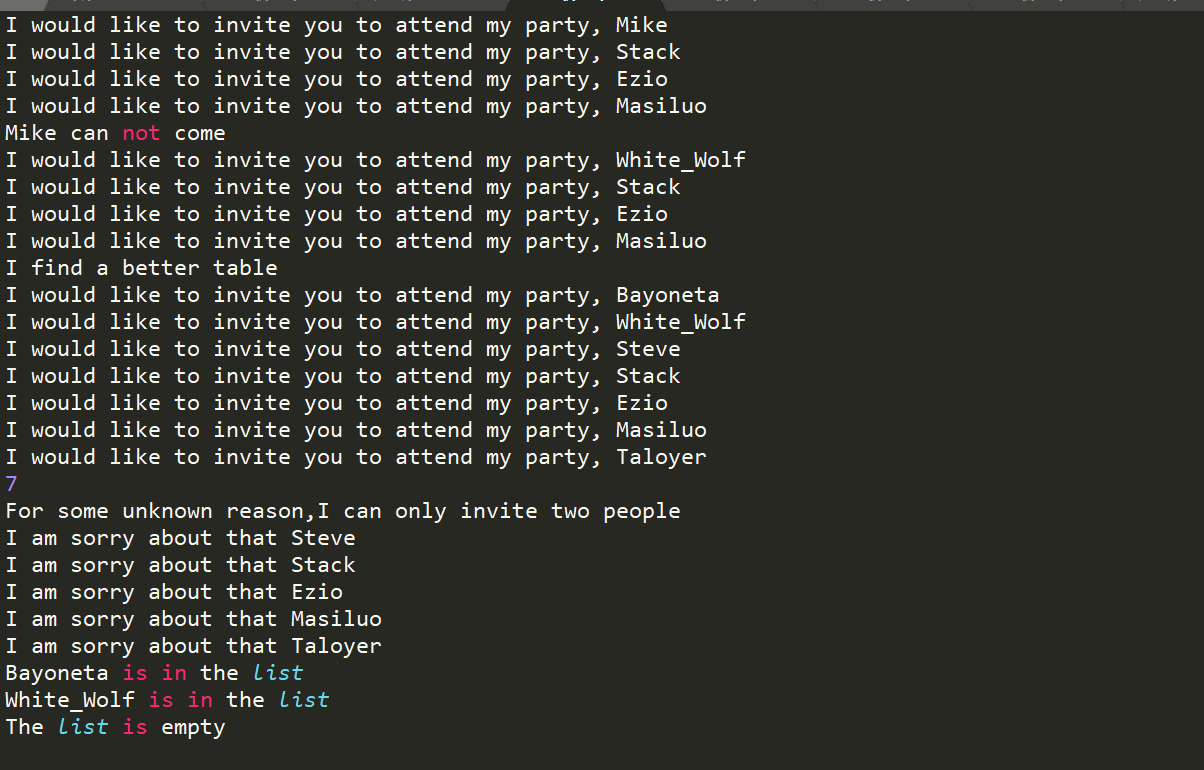 I would like to invite you to attend my party, Mike
I would like to invite you to attend my party, Stack
I would like to invite you to attend my party, Ezio
I would like to invite you to attend my party, Masiluo
Mike can not come
I would like to invite you to attend my party, White_Wolf
I would like to invite you to attend my party, Stack
I would like to invite you to attend my party, Ezio
I would like to invite you to attend my party, Masiluo
I find a better table
I would like to invite you to attend my party, Bayoneta
I would like to invite you to attend my party, White_Wolf
I would like to invite you to attend my party, Steve
I would like to invite you to attend my party, Stack
I would like to invite you to attend my party, Ezio
I would like to invite you to attend my party, Masiluo
I would like to invite you to attend my party, Taloyer
7
For some unknown reason,I can only invite two people
I am sorry about that Steve
I am sorry about that Stack
I am sorry about that Ezio
I am sorry about that Masiluo
I am sorry about that Taloyer
Bayoneta is in the list
White_Wolf is in the list
The list is empty